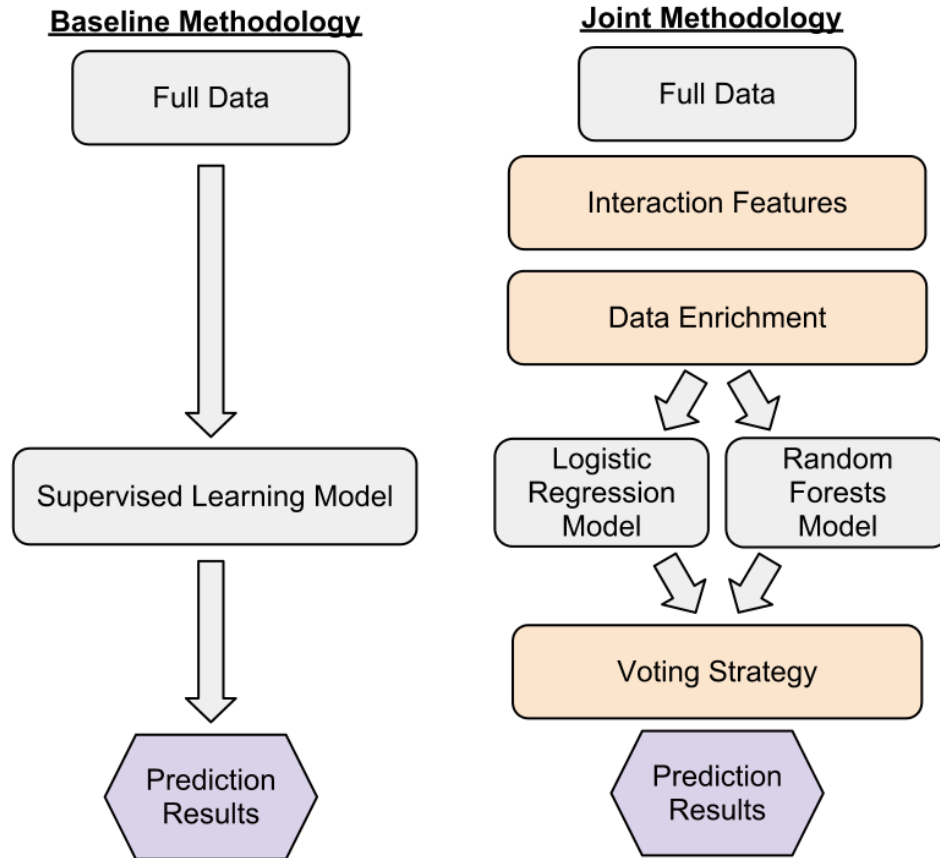 Baseline Methodology
Full Data
Supervised Learning Model
Prediction
Results
Joint Methodology
Full Data
Interaction Features
Data Enrichment
Logistic
Regression
Model
Random
Forests
Model
Voting Strategy
Prediction
Results